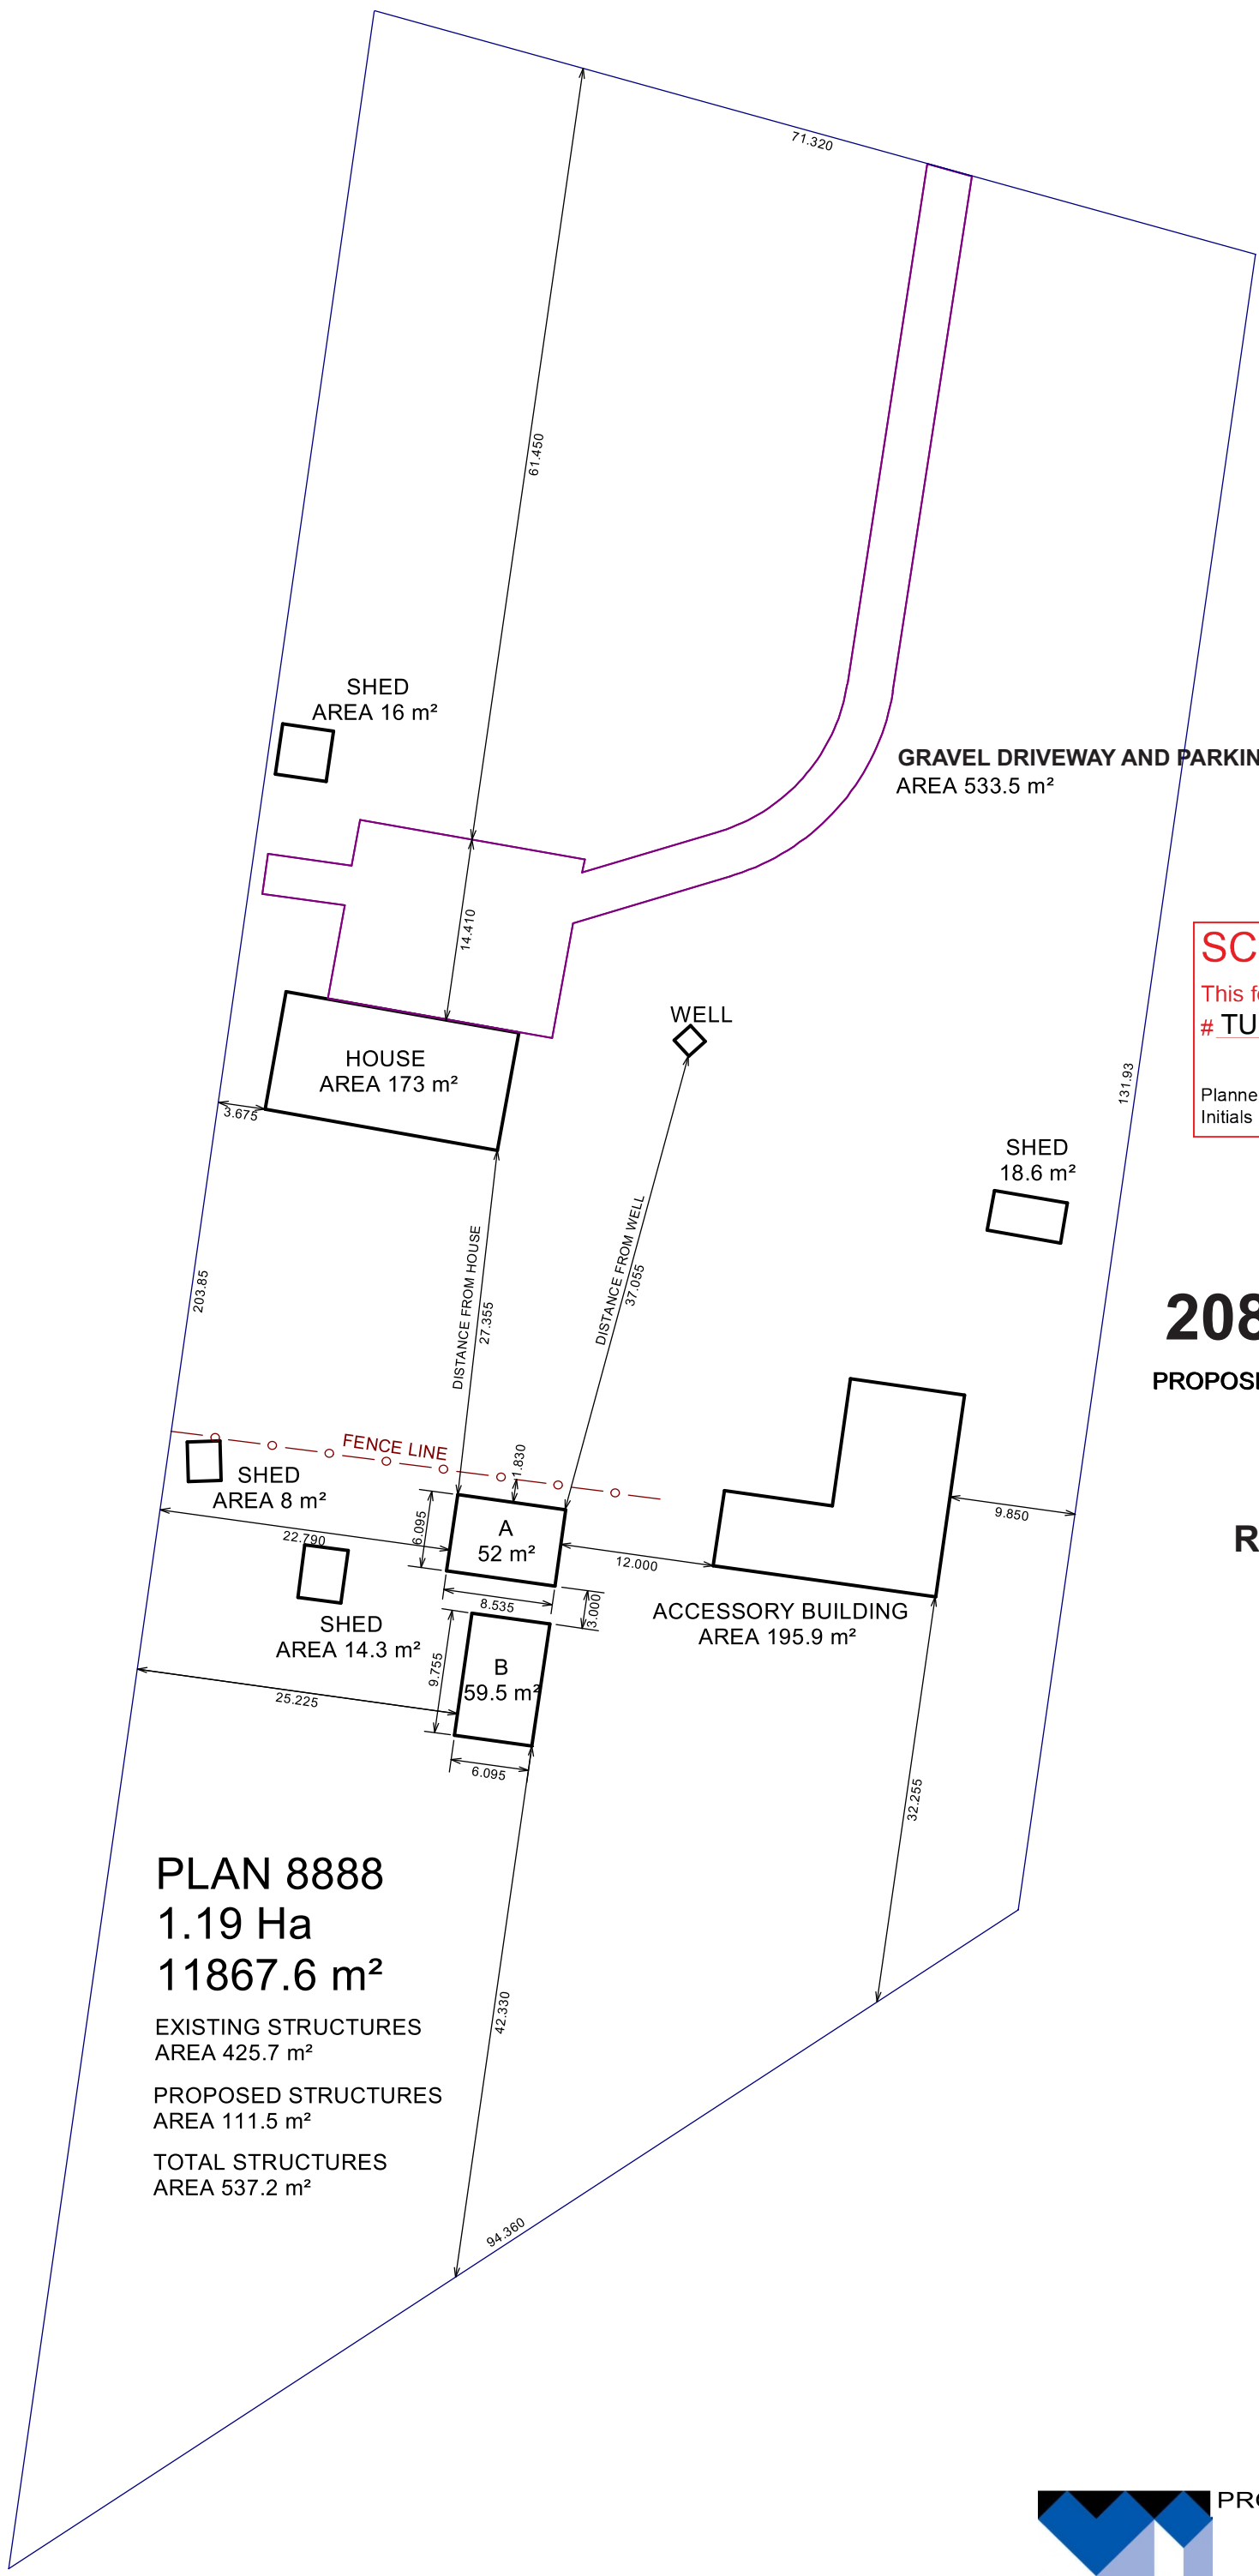 71.320
61.450
SHED
AREA 16 m²
GRAVEL DRIVEWAY AND PARKIN
AREA 533.5 m²
14.410
SC
This f
# TU
Planne
Initials
WELL
HOUSE
AREA 173 m²
3.675
131.93
SHED
18.6 m²
DISTANCE FROM HOUSE
27.355
DISTANCE FROM WELL
37.055
203.85
208
PROPOS
FENCE LINE
1.830
SHED
AREA 8 m²
22.790
6.095
A
52 m²
12.000
9.850
R
8.535
3.000
SHED
AREA 14.3 m²
ACCESSORY BUILDING
AREA 195.9 m²
9.755
B
59.5 m²
25.225
6.095
32.255
PLAN 8888
1.19 Ha
11867.6 m²
42.330
EXISTING STRUCTURES
AREA 425.7 m²
PROPOSED STRUCTURES
AREA 111.5 m²
TOTAL STRUCTURES
AREA 537.2 m²
94.360
PR